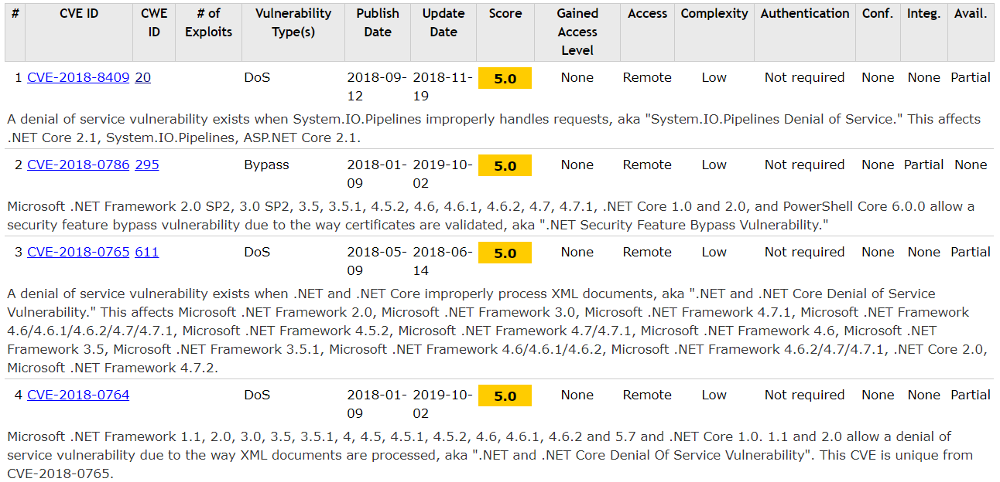 # CVE ID CWE ID # of Exploits Vulnerability Type(s) Publish Date Update Date Score Gained Access Level Access Complexity Authentication Conf. Integ. Avail.
1 CVE-2018-8409 20 DoS 2018-09-12 2018-11-19 5.0 None Remote Low Not required None None Partial
A denial of service vulnerability exists when System.IO.Pipelines improperly handles requests, aka "System.IO.Pipelines Denial of Service." This affects
.NET Core 2.1, System.IO.Pipelines, ASP.NET Core 2.1.
2 CVE-2018-0786 295 Bypass 2018-01-09 2019-10-02 5.0 None Remote Low Not required None Partial None
Microsoft .NET Framework 2.0 SP2, 3.0 SP2, 3.5, 3.5.1, 4.5.2, 4.6, 4.6.1, 4.6.2, 4.7, 4.7.1, .NET Core 1.0 and 2.0, and PowerShell Core 6.0.0 allow a
security feature bypass vulnerability due to the way certificates are validated, aka ".NET Security Feature Bypass Vulnerability."
3 CVE-2018-0765 611 DoS 2018-05-09 2018-06-14 5.0 None Remote Low Not required None None Partial
A denial of service vulnerability exists when .NET and .NET Core improperly process XML documents, aka ".NET and .NET Core Denial of Service
Vulnerability." This affects Microsoft .NET Framework 2.0, Microsoft .NET Framework 3.0, Microsoft .NET Framework 4.7.1, Microsoft .NET Framework
4.6/4.6.1/4.6.2/4.7/4.7.1, Microsoft .NET Framework 4.5.2, Microsoft .NET Framework 4.7/4.7.1, Microsoft .NET Framework 4.6, Microsoft .NET
Framework 3.5, Microsoft .NET Framework 3.5.1, Microsoft .NET Framework 4.6/4.6.1/4.6.2, Microsoft .NET Framework 4.6.2/4.7/4.7.1, .NET Core 2.0,
Microsoft .NET Framework 4.7.2.
4 CVE-2018-0764 DoS 2018-01-09 2019-10-02 5.0 None Remote Low Not required None None Partial
Microsoft .NET Framework 1.1, 2.0, 3.0, 3.5, 3.5.1, 4, 4.5, 4.5.1, 4.5.2, 4.6, 4.6.1, 4.6.2 and 5.7 and .NET Core 1.0. 1.1 and 2.0 allow a denial of
service vulnerability due to the way XML documents are processed, aka ".NET and .NET Core Denial Of Service Vulnerability". This CVE is unique from
CVE-2018-0765.